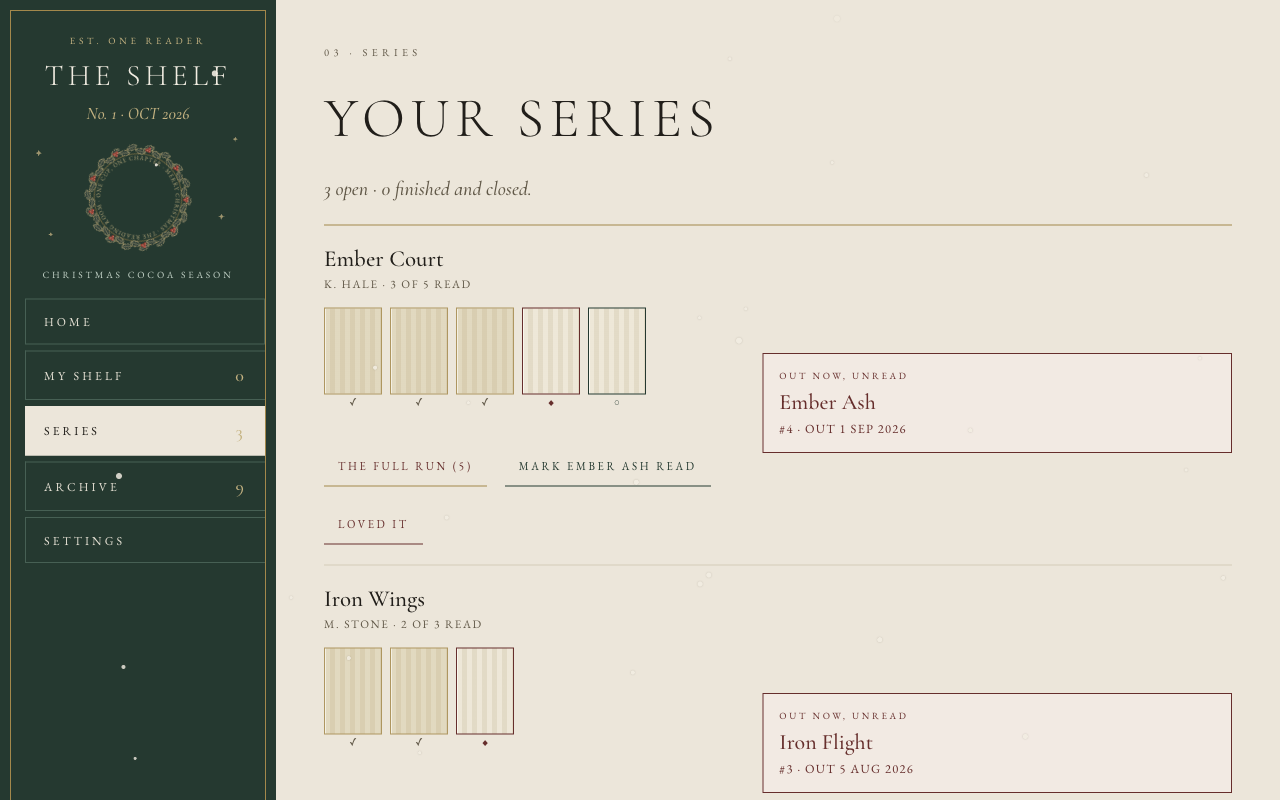 EST. ONE READER
THE SHELF
No. 1 · OCT 2026
CHRISTMAS COCOA SEASON
HOME
MY SHELF 0
SERIES 3
ARCHIVE 9
SETTINGS
03 · SERIES
YOUR SERIES
3 open · 0 finished and closed.
Ember Court
K. HALE · 3 OF 5 READ
OUT NOW, UNREAD
Ember Ash
#4 · OUT 1 SEP 2026
THE FULL RUN (5)
MARK EMBER ASH READ
LOVED IT
Iron Wings
M. STONE · 2 OF 3 READ
OUT NOW, UNREAD
Iron Flight
#3 · OUT 5 AUG 2026